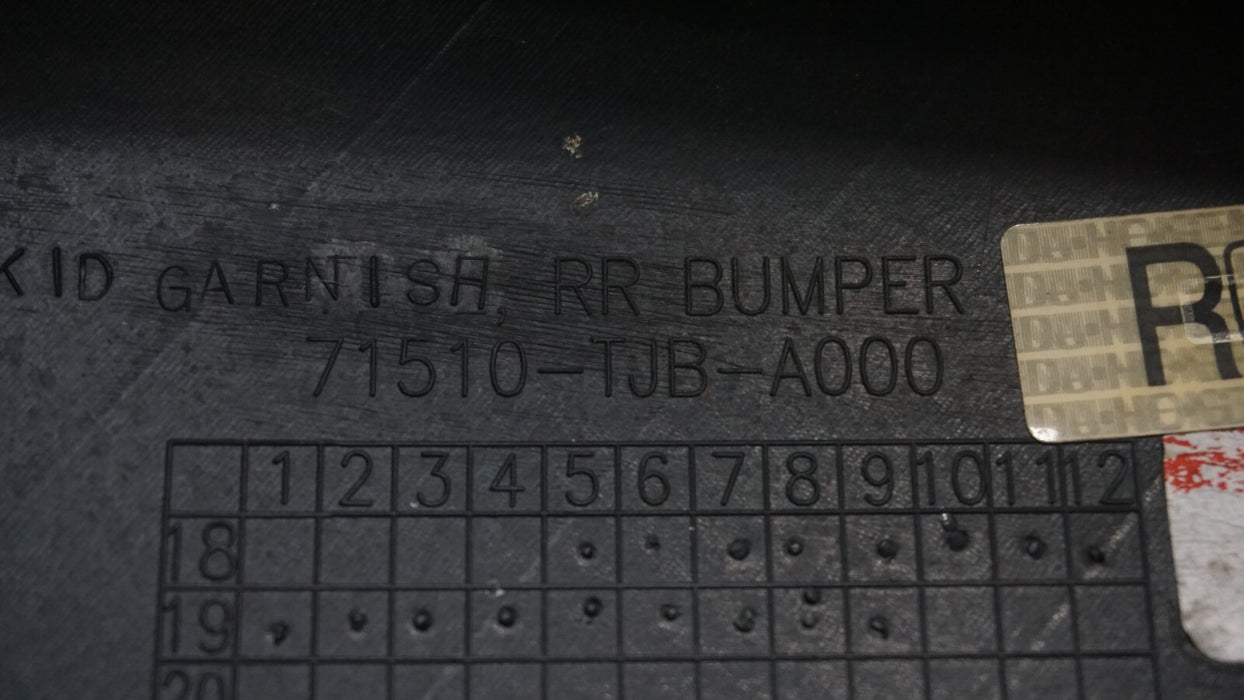 KID GARNISH, RR BUMPER
71510-TJB-A000
1 2 3 4 5 6 7 8 9 10 11 12
18
19
20